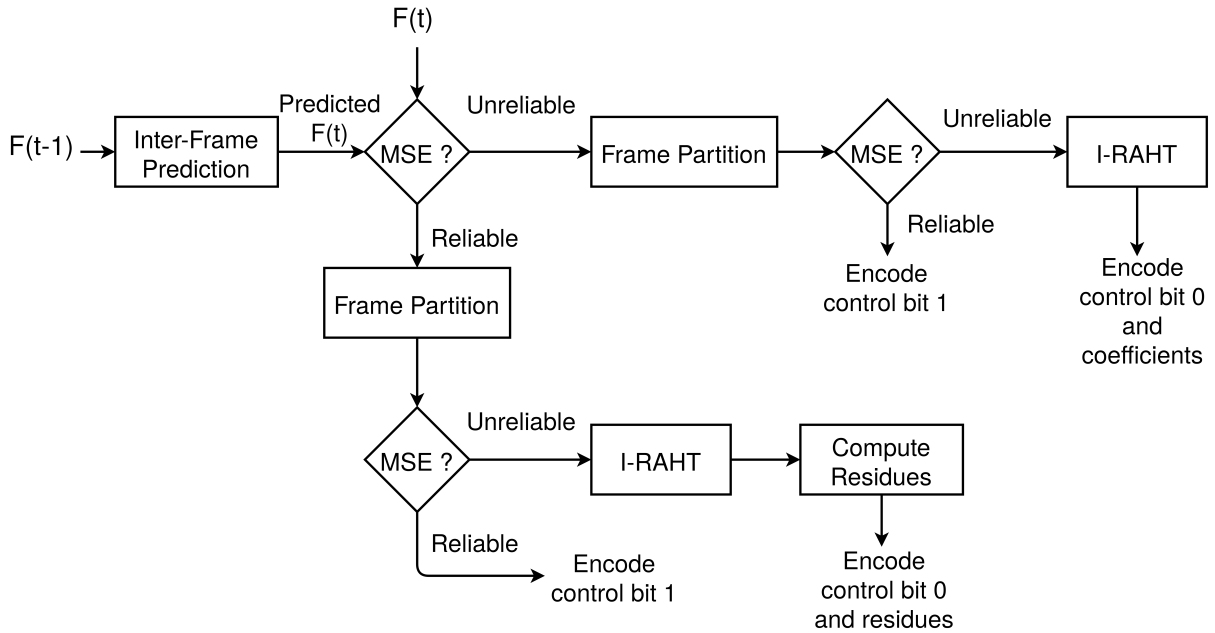 F(t)
F(t-1)
Inter-Frame
Prediction
Predicted
F(t)
MSE ?
Unreliable
Frame Partition
MSE ?
Unreliable
I-RAHT
Reliable
Encode
control bit 1
Encode
control bit 0
and
coefficients
Reliable
Frame Partition
MSE ?
Unreliable
I-RAHT
Compute
Residues
Reliable
Encode
control bit 1
Encode
control bit 0
and residues